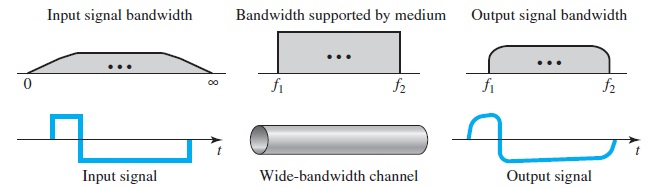 Input signal bandwidth
Bandwidth supported by medium
Output signal bandwidth
0
∞
f₁
f₂
f₁
f₂
t
t
Input signal
Wide-bandwidth channel
Output signal